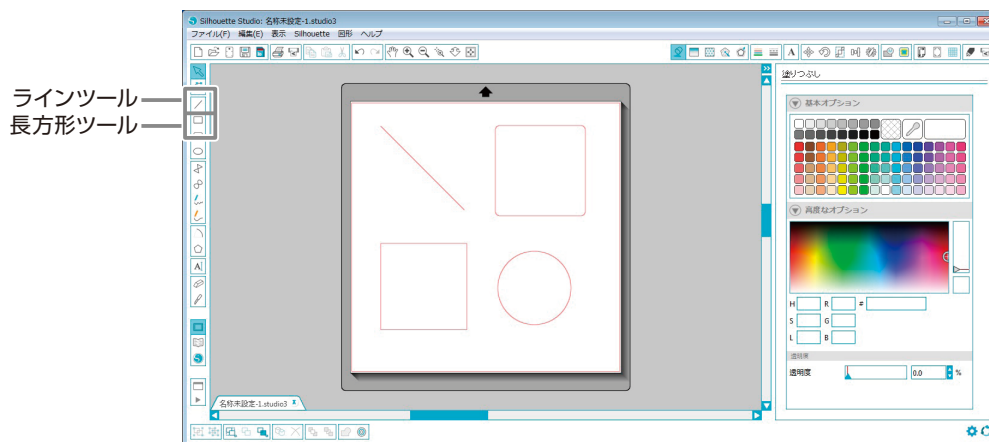 Silhouette Studio: 名称未設定-1.studio3
ファイル(F) 編集(E) 表示 Silhouette 図形 ヘルプ
塗りつぶし
ラインツール
長方形ツール
基本オプション
高度なオプション
H R #
S G
L B
透明度
透明度 0.0 %
名称未設定-1.studio3 x